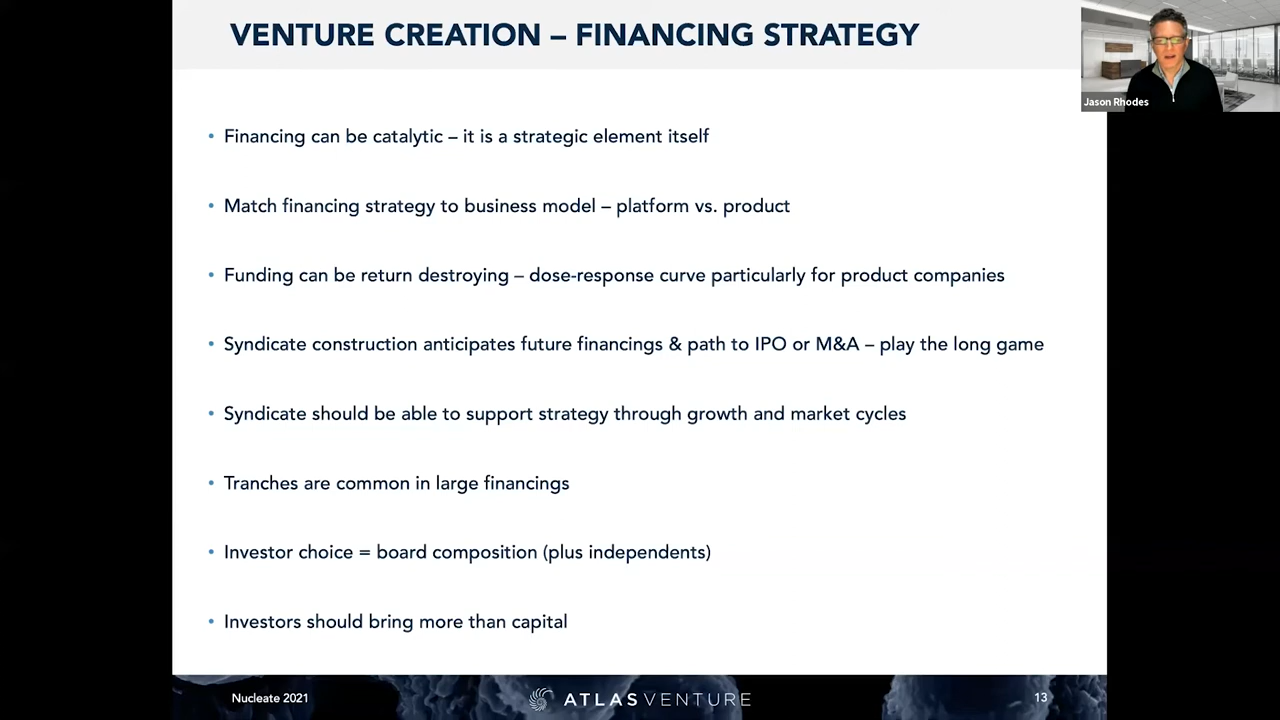 VENTURE CREATION – FINANCING STRATEGY
Jason Rhodes
• Financing can be catalytic – it is a strategic element itself
• Match financing strategy to business model – platform vs. product
• Funding can be return destroying – dose-response curve particularly for product companies
• Syndicate construction anticipates future financings & path to IPO or M&A – play the long game
• Syndicate should be able to support strategy through growth and market cycles
• Tranches are common in large financings
• Investor choice = board composition (plus independents)
• Investors should bring more than capital
Nucleate 2021
ATLAS VENTURE
13